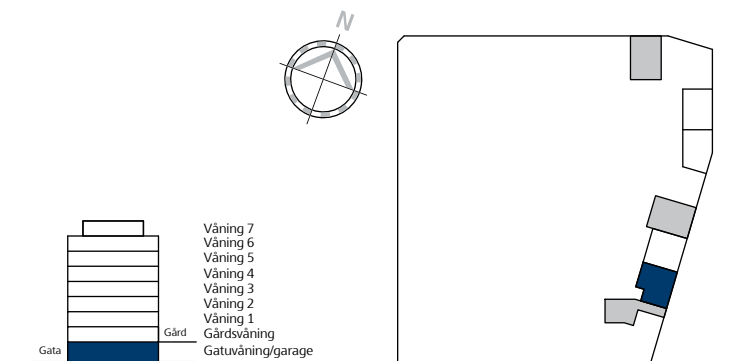 N
Våning 7
Våning 6
Våning 5
Våning 4
Våning 3
Våning 2
Våning 1
Gård Gårdsvåning
Gata Gatuvåning/garage